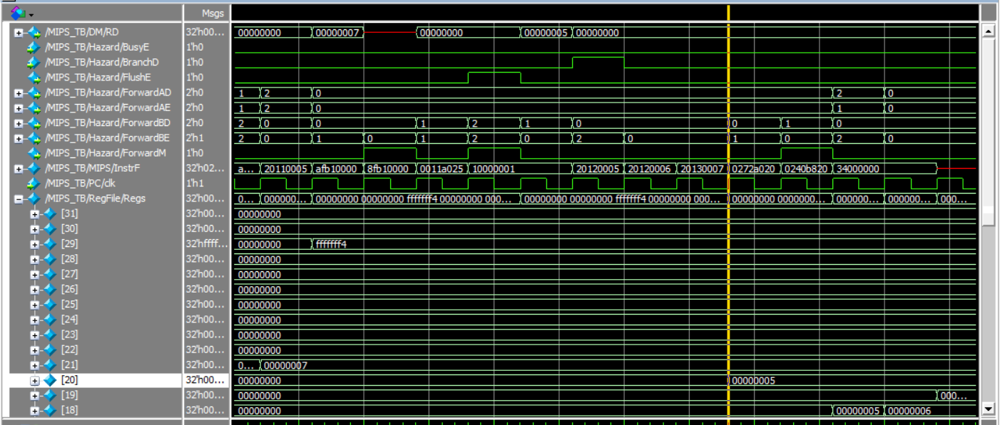 Msgs
/MIPS_TB/DM/RD 32'h00... 00000000 00000007 00000000 00000005 00000000
/MIPS_TB/Hazard/BusyE 1'h0
/MIPS_TB/Hazard/BranchD 1'h0
/MIPS_TB/Hazard/FlushE 1'h0
/MIPS_TB/Hazard/ForwardAD 2'h0 1 2 0 2 0
/MIPS_TB/Hazard/ForwardAE 2'h0 1 2 0 1 0
/MIPS_TB/Hazard/ForwardBD 2'h0 2 0 0 1 2 1 0 0 1 0
/MIPS_TB/Hazard/ForwardBE 2'h1 2 0 1 0 1 2 0 2 0 1 0 2 0
/MIPS_TB/Hazard/ForwardM 1'h0
/MIPS_TB/MIPS/InstrF 32'h02... a... 20110005 afb10000 8fb10000 0011a025 10000001 20120005 20120006 20130007 0272a020 0240b820 34000000
/MIPS_TB/PC/clk 1'h1
/MIPS_TB/RegFile/Regs 32'h00... 0... 000000... 00000000 00000000 fffffff4 00000000 000... 00000000 00000000 fffffff4 00000000 000... 00000000 0000000... 000000... 000000... 000...
[31] 32'h00... 00000000
[30] 32'h00... 00000000
[29] 32'hffff... 00000000 fffffff4
[28] 32'h00... 00000000
[27] 32'h00... 00000000
[26] 32'h00... 00000000
[25] 32'h00... 00000000
[24] 32'h00... 00000000
[23] 32'h00... 00000000
[22] 32'h00... 00000000
[21] 32'h00... 0... 00000007
[20] 32'h00... 00000000 00000005
[19] 32'h00... 00000000 000...
[18] 32'h00... 00000000 00000005 00000006